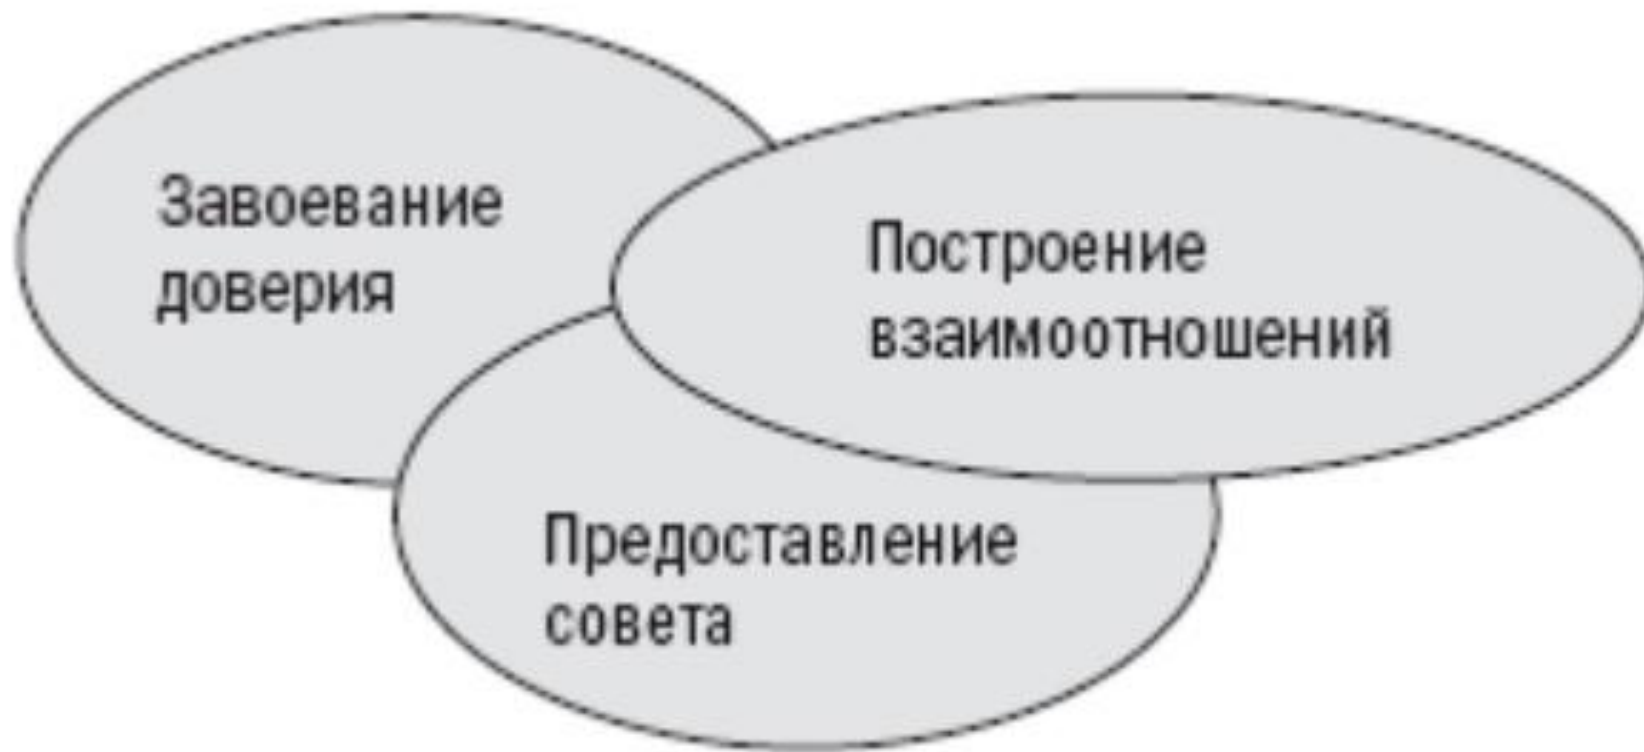 Завоевание
доверия
Построение
взаимоотношений
Предоставление
совета